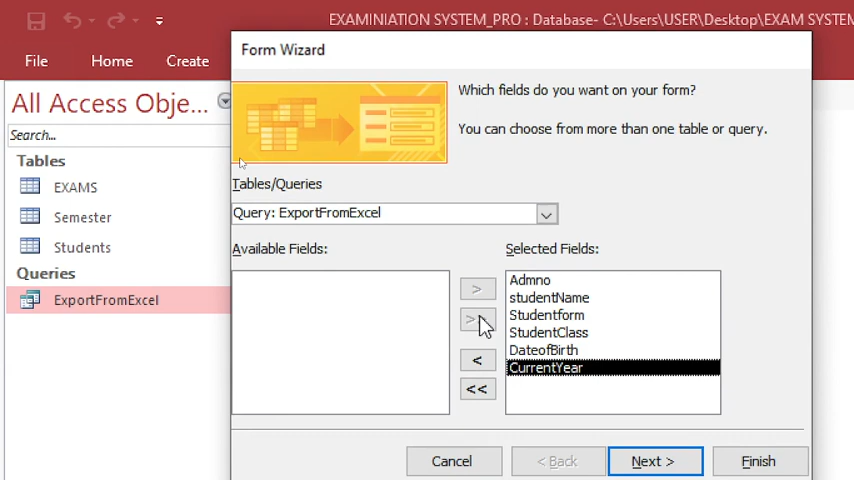 EXAMINIATION SYSTEM_PRO : Database- C:\Users\USER\Desktop\EXAM SYSTEM
Form Wizard
File
Home
Create
Which fields do you want on your form?
You can choose from more than one table or query.
All Access Obje...
Search...
Tables
EXAMS
Semester
Students
Queries
ExportFromExcel
Tables/Queries
Query: ExportFromExcel
Available Fields:
Selected Fields:
Admno
studentName
Studentform
StudentClass
DateofBirth
CurrentYear
>
>>
<
<<
Cancel
< Back
Next >
Finish